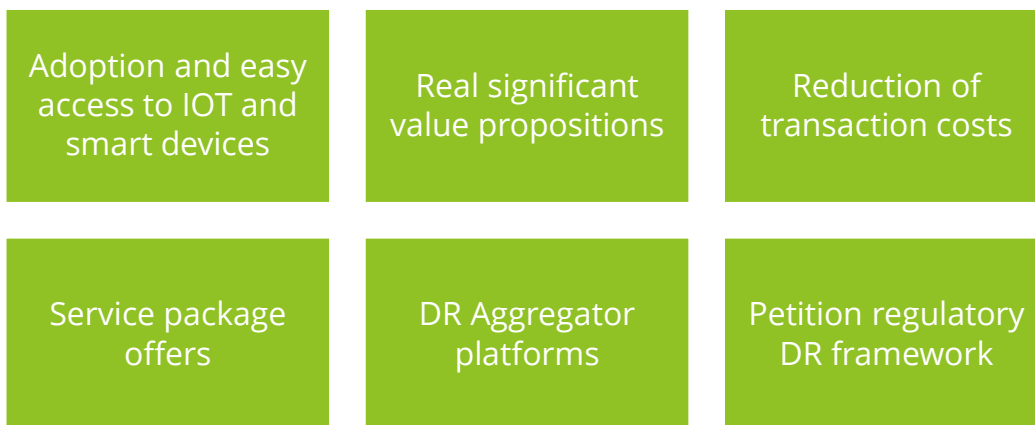 Adoption and easy
access to IOT and
smart devices
Real significant
value propositions
Reduction of
transaction costs
Service package
offers
DR Aggregator
platforms
Petition regulatory
DR framework